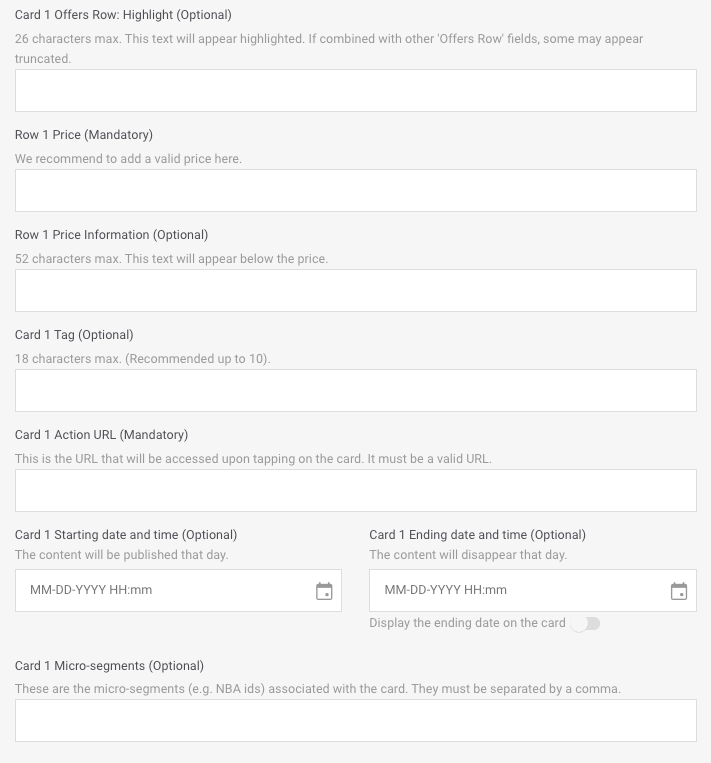 Card 1 Offers Row: Highlight (Optional)
26 characters max. This text will appear highlighted. If combined with other 'Offers Row' fields, some may appear
truncated.
Row 1 Price (Mandatory)
We recommend to add a valid price here.
Row 1 Price Information (Optional)
52 characters max. This text will appear below the price.
Card 1 Tag (Optional)
18 characters max. (Recommended up to 10).
Card 1 Action URL (Mandatory)
This is the URL that will be accessed upon tapping on the card. It must be a valid URL.
Card 1 Starting date and time (Optional)
The content will be published that day.
MM-DD-YYYY HH:mm
Card 1 Ending date and time (Optional)
The content will disappear that day.
MM-DD-YYYY HH:mm
Display the ending date on the card
Card 1 Micro-segments (Optional)
These are the micro-segments (e.g. NBA ids) associated with the card. They must be separated by a comma.